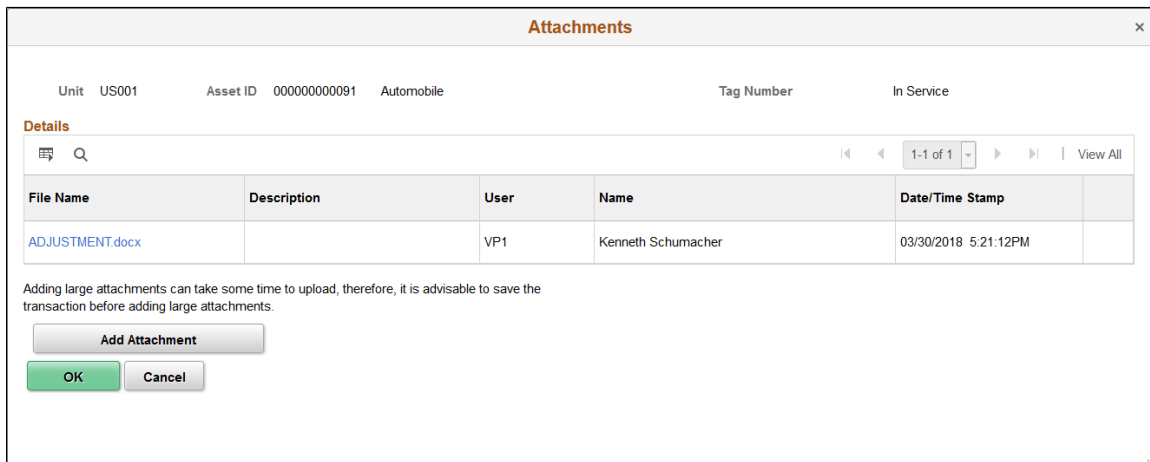 Attachments ×
Unit US001 Asset ID 000000000091 Automobile Tag Number In Service
Details
1-1 of 1 View All
File Name Description User Name Date/Time Stamp
ADJUSTMENT.docx VP1 Kenneth Schumacher 03/30/2018 5:21:12PM
Adding large attachments can take some time to upload, therefore, it is advisable to save the
transaction before adding large attachments.
Add Attachment
OK Cancel